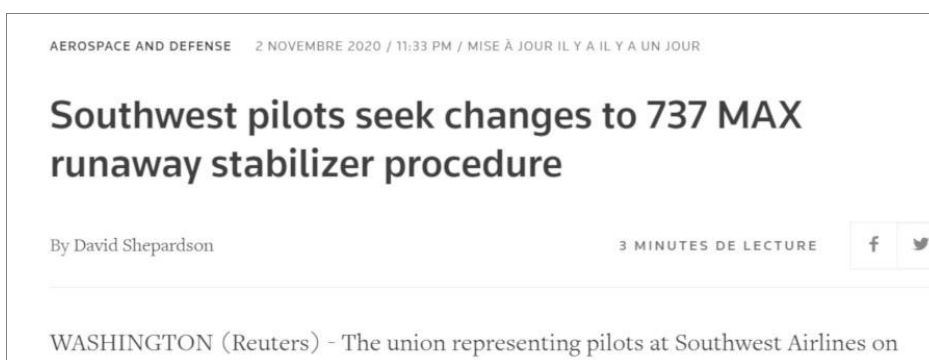 AEROSPACE AND DEFENSE 2 NOVEMBRE 2020 / 11:33 PM / MISE À JOUR IL Y A IL Y A UN JOUR
Southwest pilots seek changes to 737 MAX
runaway stabilizer procedure
By David Shepardson 3 MINUTES DE LECTURE
WASHINGTON (Reuters) - The union representing pilots at Southwest Airlines on